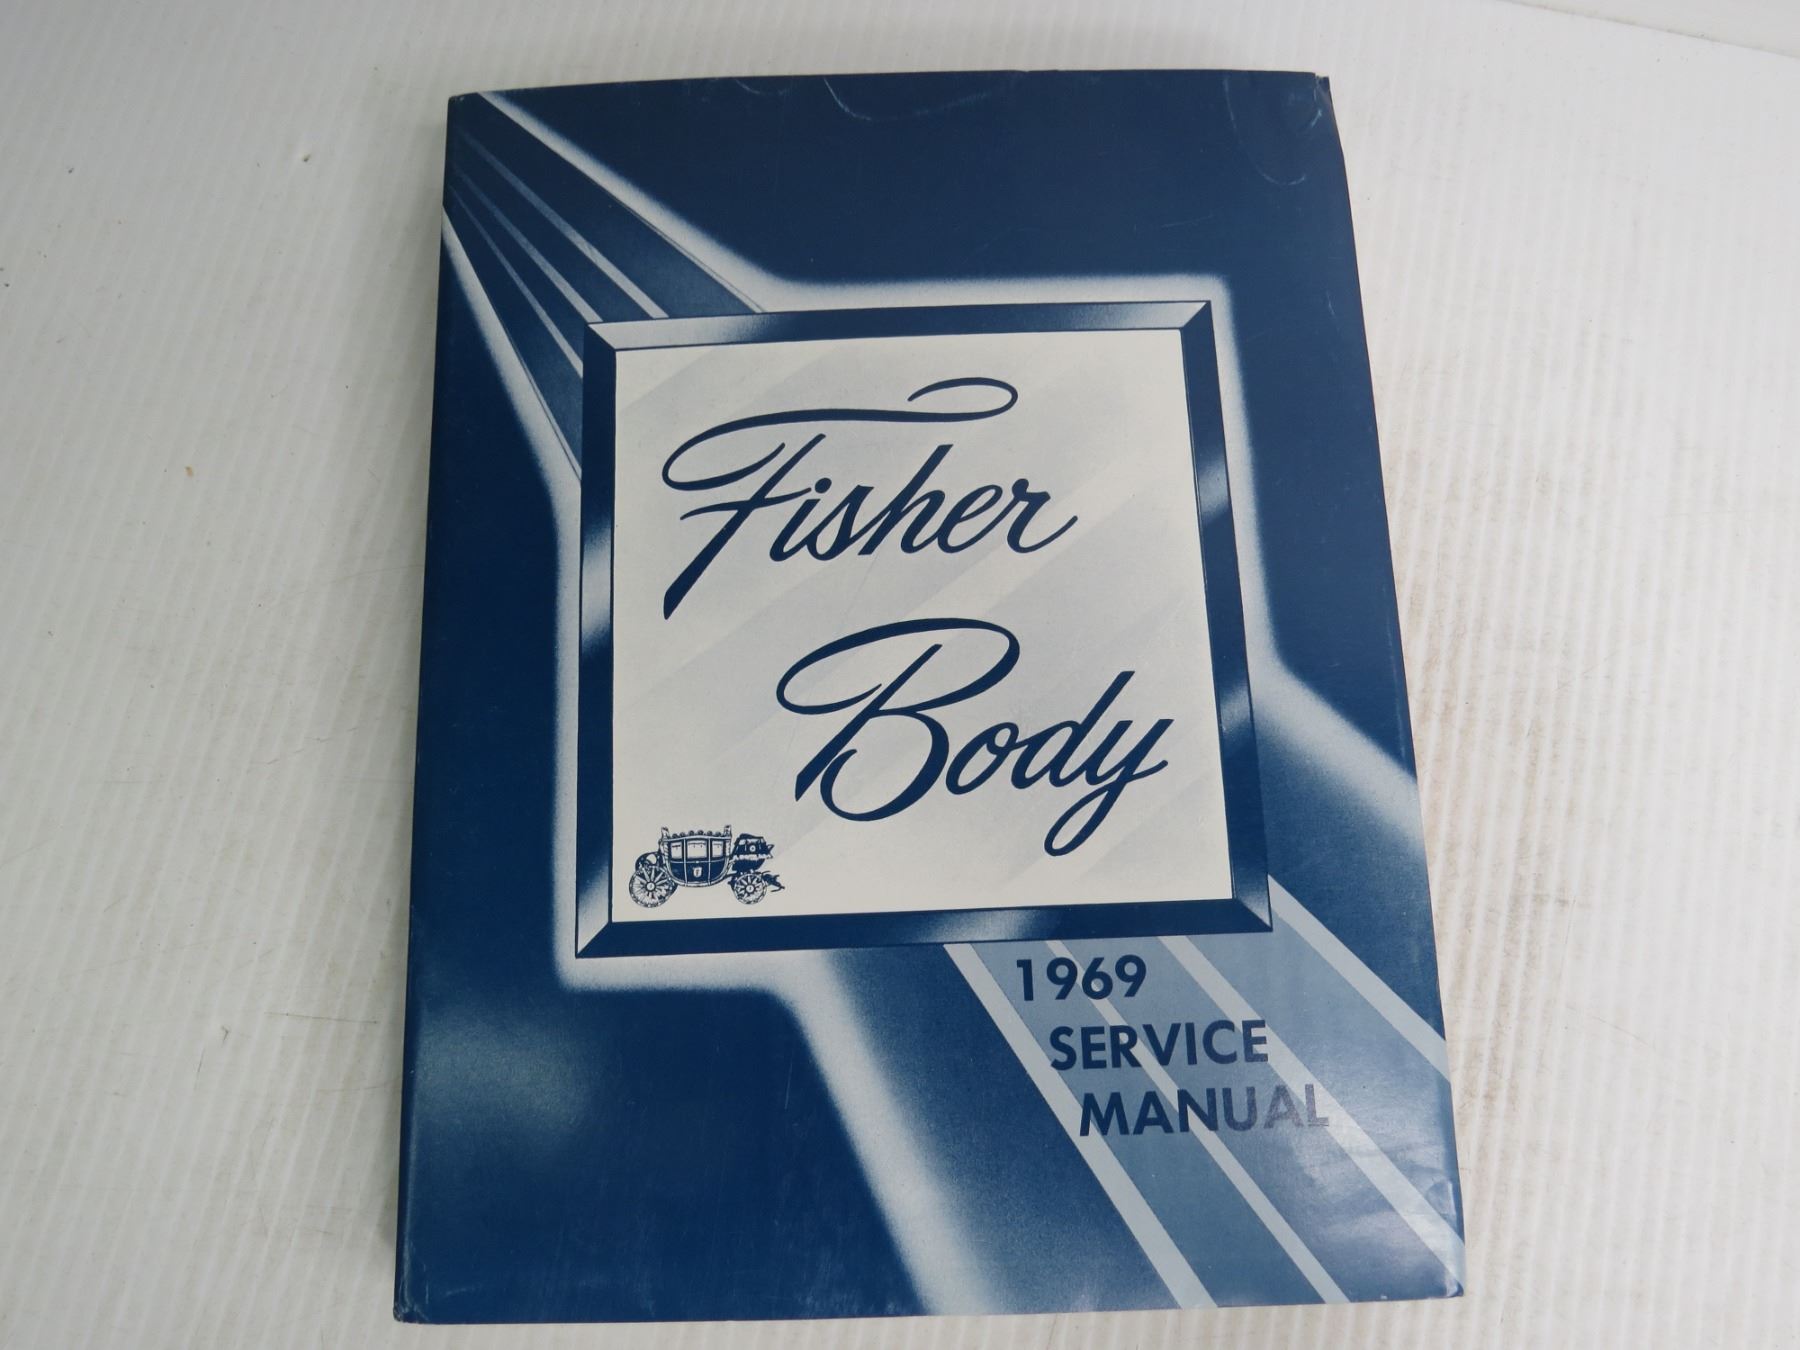 Fisher
Body
1969
SERVICE
MANUAL